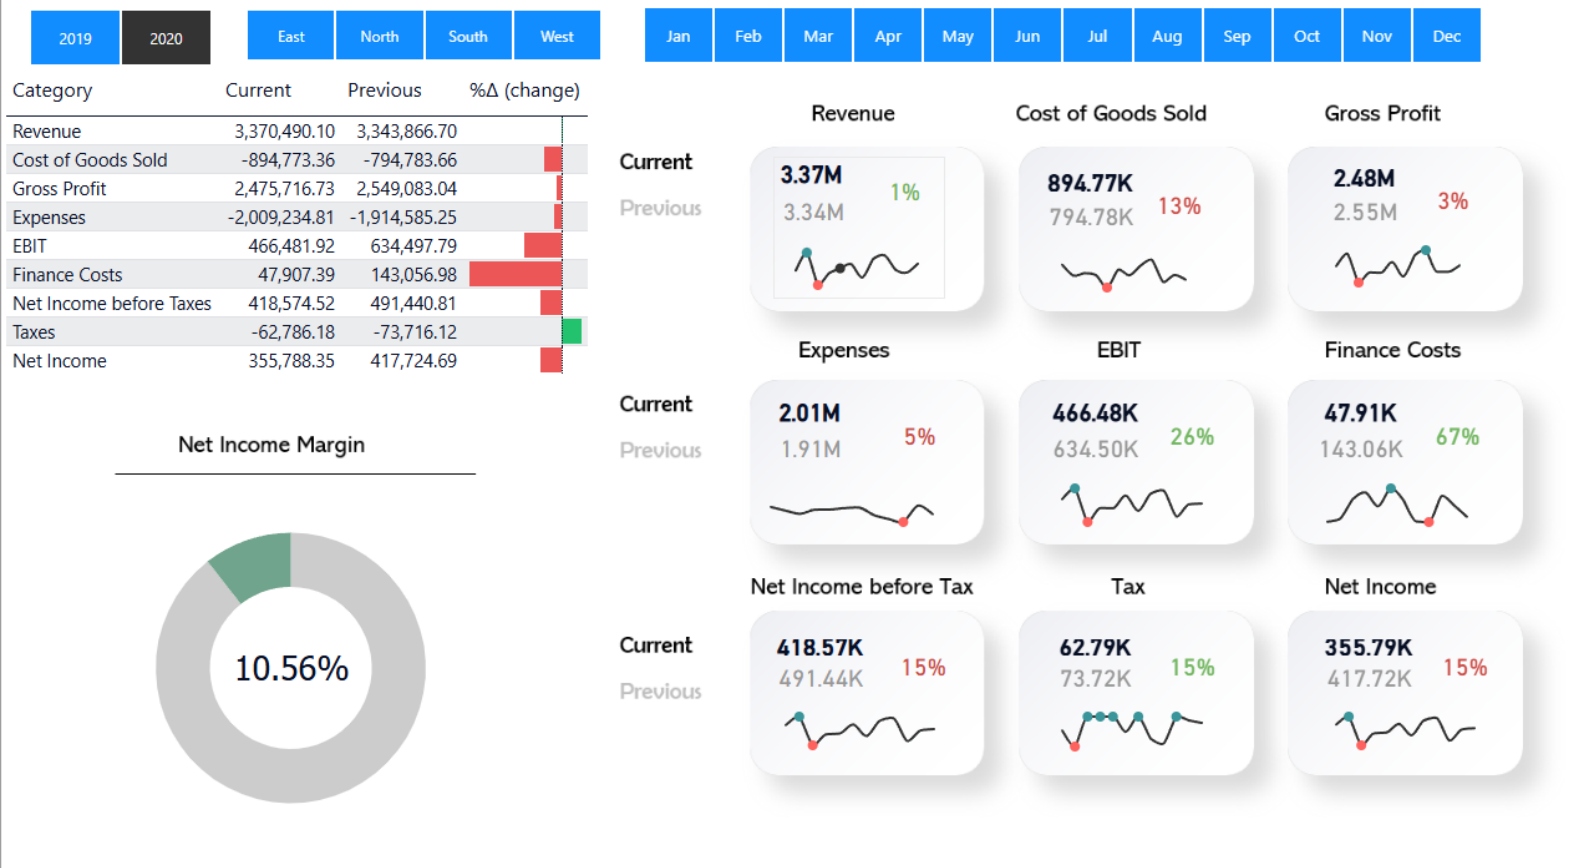 2019 2020 East North South West Jan Feb Mar Apr May Jun Jul Aug Sep Oct Nov Dec
Category Current Previous %Δ (change)
Revenue 3,370,490.10 3,343,866.70
Cost of Goods Sold -894,773.36 -794,783.66
Gross Profit 2,475,716.73 2,549,083.04
Expenses -2,009,234.81 -1,914,585.25
EBIT 466,481.92 634,497.79
Finance Costs 47,907.39 143,056.98
Net Income before Taxes 418,574.52 491,440.81
Taxes -62,786.18 -73,716.12
Net Income 355,788.35 417,724.69
Net Income Margin
10.56%
Revenue Cost of Goods Sold Gross Profit
Current
Previous
3.37M
3.34M
1%
894.77K
794.78K
13%
2.48M
2.55M
3%
Expenses EBIT Finance Costs
Current
Previous
2.01M
1.91M
5%
466.48K
634.50K
26%
47.91K
143.06K
67%
Net Income before Tax Tax Net Income
Current
Previous
418.57K
491.44K
15%
62.79K
73.72K
15%
355.79K
417.72K
15%